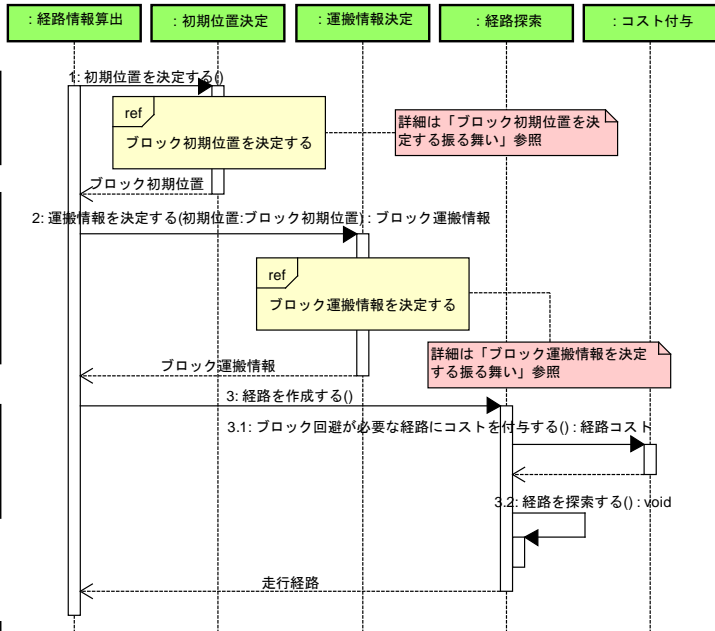 : 経路情報算出
: 初期位置決定
: 運搬情報決定
: 経路探索
: コスト付与
1: 初期位置を決定する()
ref
ブロック初期位置を決定する
詳細は「ブロック初期位置を決
定する振る舞い」参照
ブロック初期位置
2: 運搬情報を決定する(初期位置:ブロック初期位置) : ブロック運搬情報
ref
ブロック運搬情報を決定する
詳細は「ブロック運搬情報を決定
する振る舞い」参照
ブロック運搬情報
3: 経路を作成する()
3.1: ブロック回避が必要な経路にコストを付与する() : 経路コスト
3.2: 経路を探索する() : void
走行経路